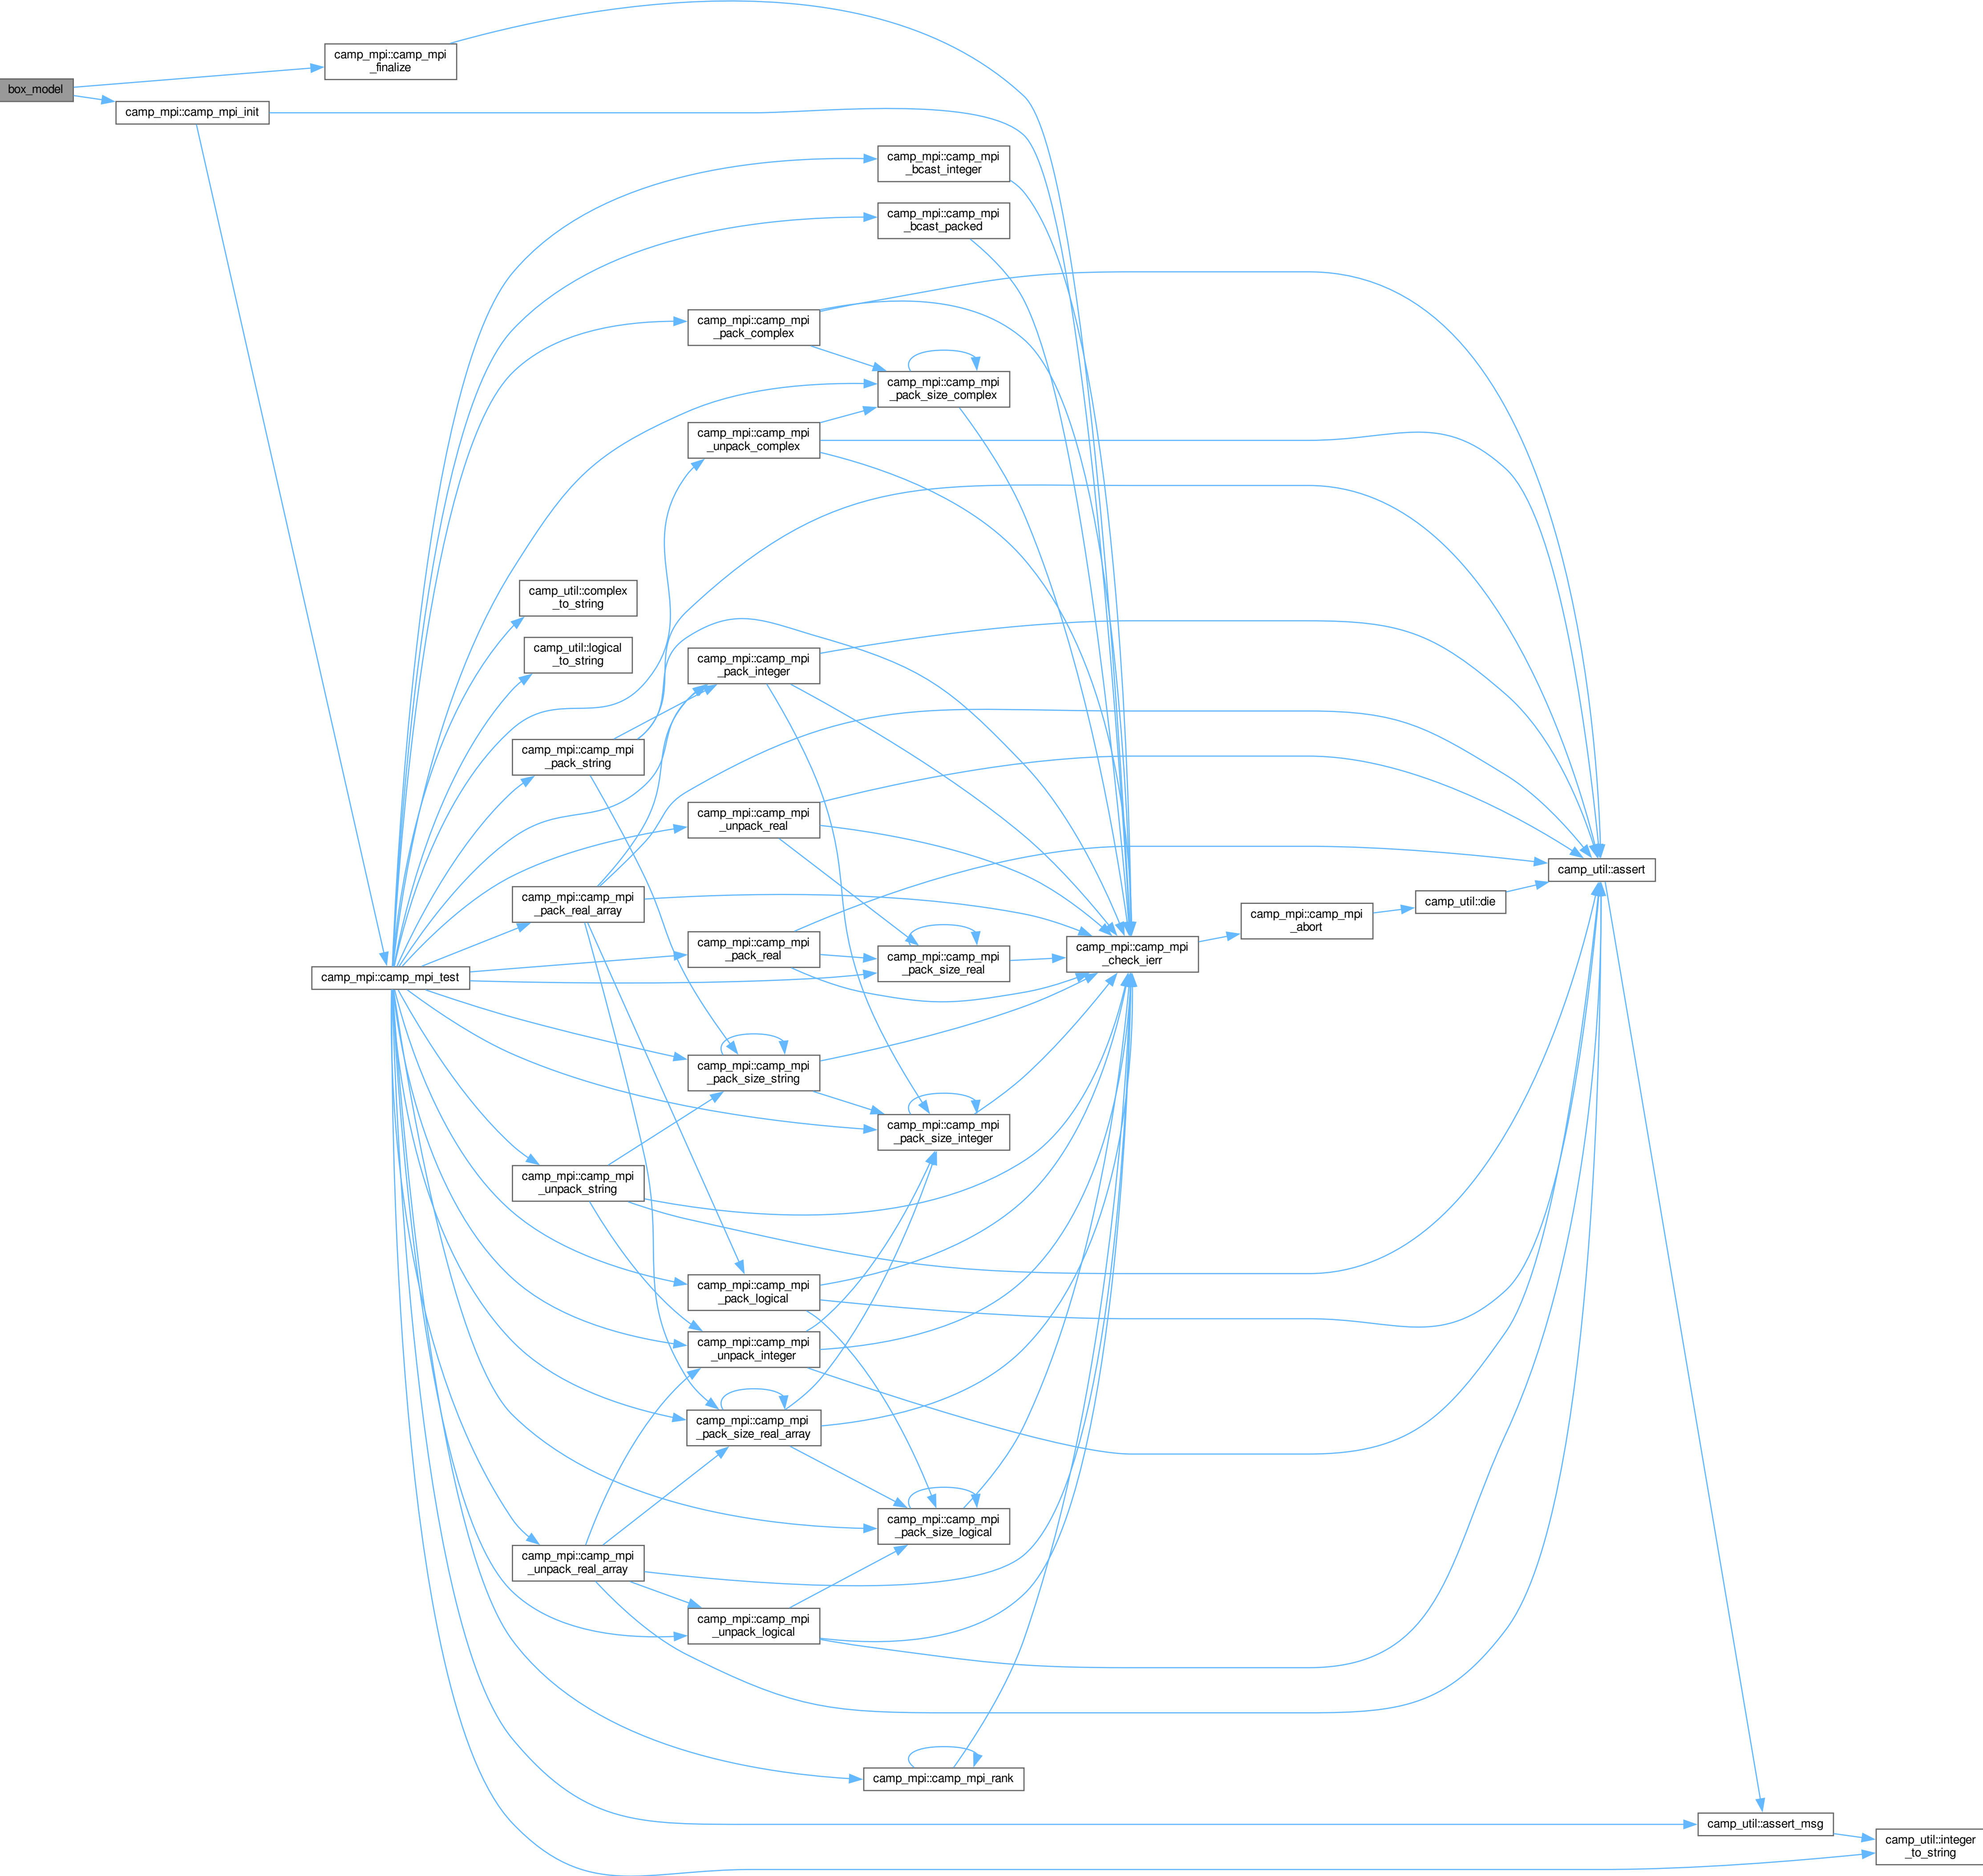 camp_mpi::camp_mpi
_finalize
box_model
camp_mpi::camp_mpi_init
camp_mpi::camp_mpi
_bcast_integer
camp_mpi::camp_mpi
_bcast_packed
camp_mpi::camp_mpi
_pack_complex
camp_mpi::camp_mpi
_pack_size_complex
camp_mpi::camp_mpi
_unpack_complex
camp_util::complex
_to_string
camp_util::logical
_to_string
camp_mpi::camp_mpi
_pack_integer
camp_mpi::camp_mpi
_pack_string
camp_mpi::camp_mpi
_unpack_real
camp_util::assert
camp_mpi::camp_mpi
_pack_real_array
camp_util::die
camp_mpi::camp_mpi
_abort
camp_mpi::camp_mpi
_pack_real
camp_mpi::camp_mpi
_check_ierr
camp_mpi::camp_mpi
_pack_size_real
camp_mpi::camp_mpi_test
camp_mpi::camp_mpi
_pack_size_string
camp_mpi::camp_mpi
_pack_size_integer
camp_mpi::camp_mpi
_unpack_string
camp_mpi::camp_mpi
_pack_logical
camp_mpi::camp_mpi
_unpack_integer
camp_mpi::camp_mpi
_pack_size_real_array
camp_mpi::camp_mpi
_pack_size_logical
camp_mpi::camp_mpi
_unpack_real_array
camp_mpi::camp_mpi
_unpack_logical
camp_mpi::camp_mpi_rank
camp_util::assert_msg
camp_util::integer
_to_string